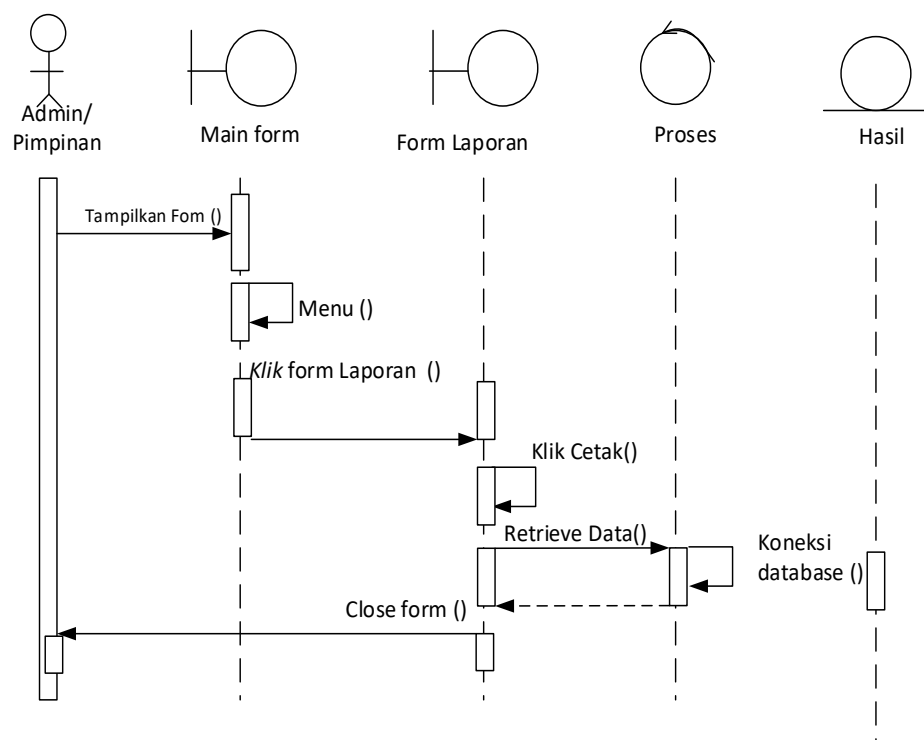 Admin/
Pimpinan
Main form
Form Laporan
Proses
Hasil
Tampilkan Fom ()
Menu ()
Klik form Laporan ()
Klik Cetak()
Retrieve Data()
Koneksi
database ()
Close form ()